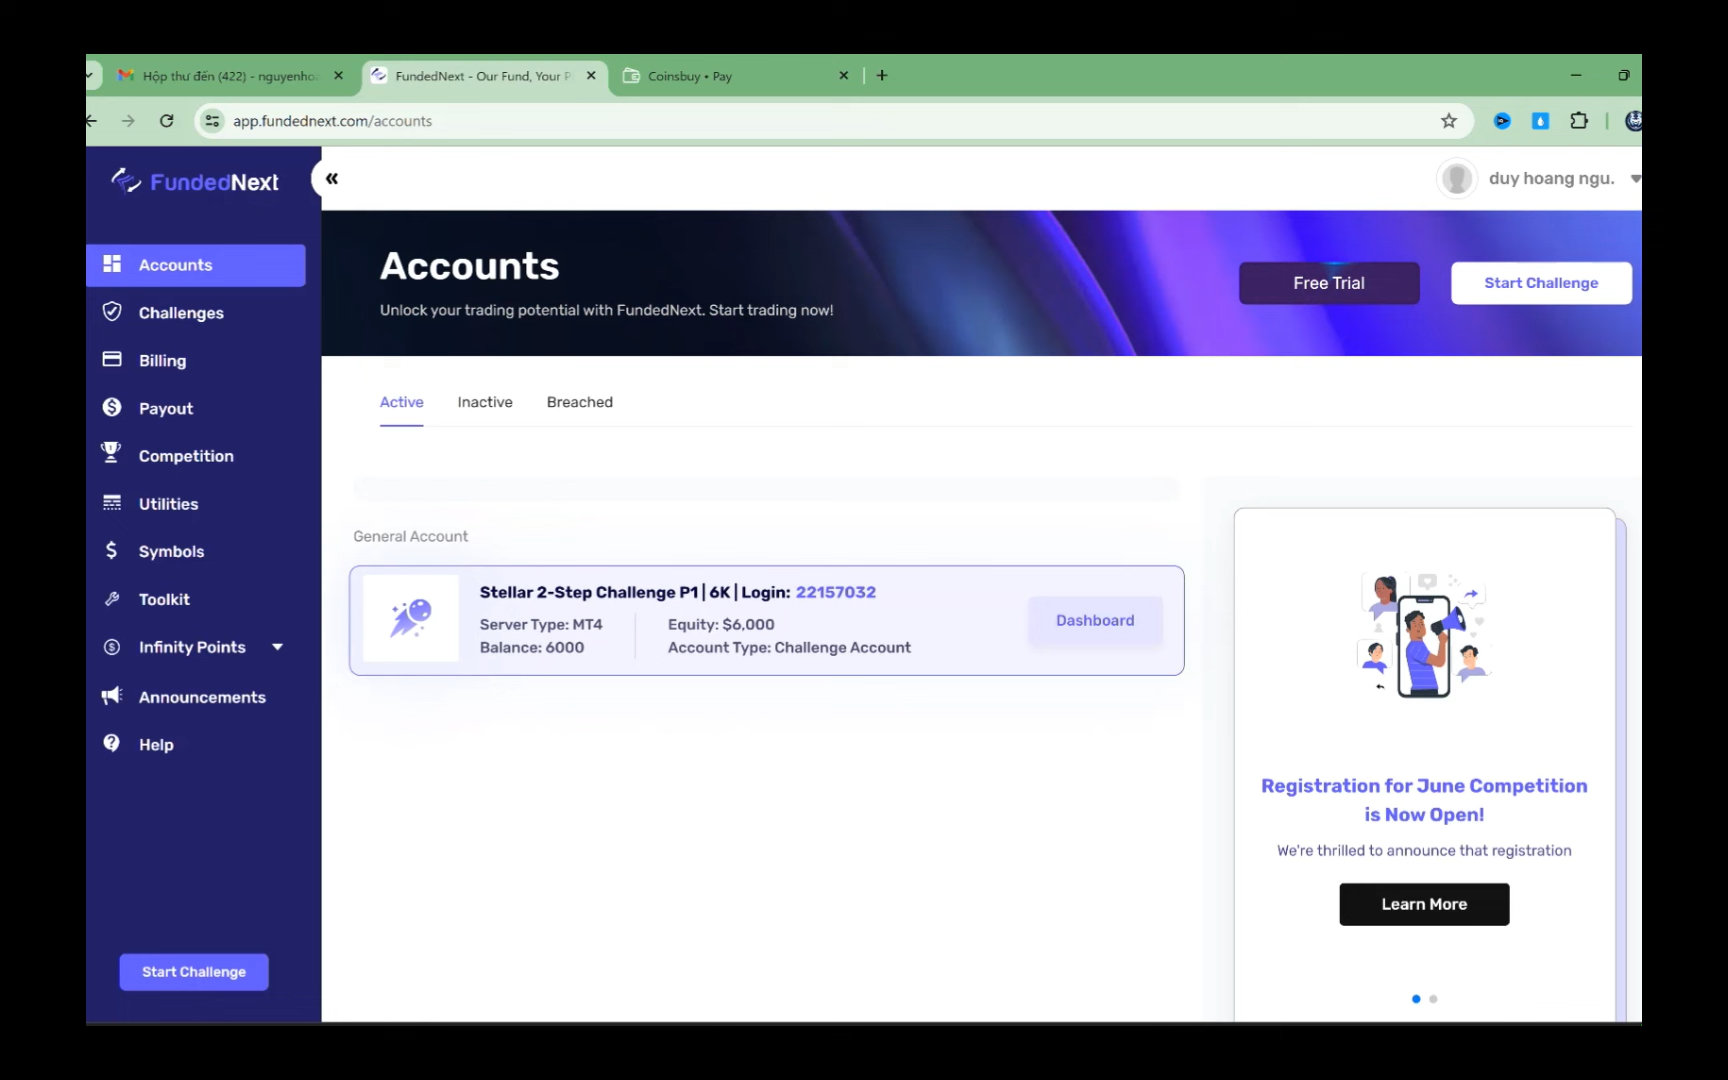 Hộp thư đến (422) - nguyenho
FundedNext - Our Fund, Your P
Coinsbuy • Pay
app.fundednext.com/accounts
FundedNext
duy hoang ngu.
Accounts
Challenges
Billing
Payout
Competition
Utilities
Symbols
Toolkit
Infinity Points
Announcements
Help
Start Challenge
Accounts
Unlock your trading potential with FundedNext. Start trading now!
Free Trial
Start Challenge
Active Inactive Breached
General Account
Stellar 2-Step Challenge P1 | 6K | Login: 22157032
Server Type: MT4
Equity: $6,000
Balance: 6000
Account Type: Challenge Account
Dashboard
Registration for June Competition
is Now Open!
We're thrilled to announce that registration
Learn More